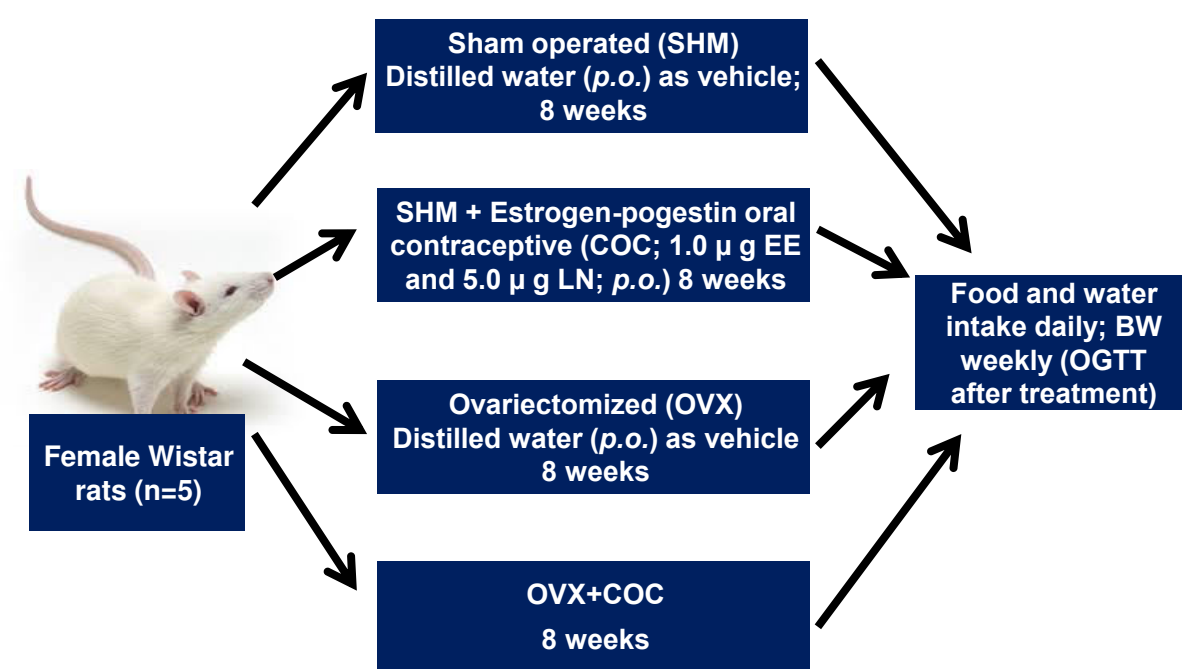 Sham operated (SHM)
Distilled water (p.o.) as vehicle;
8 weeks
SHM + Estrogen-pogestin oral
contraceptive (COC; 1.0 µ g EE
and 5.0 µ g LN; p.o.) 8 weeks
Ovariectomized (OVX)
Distilled water (p.o.) as vehicle
8 weeks
OVX+COC
8 weeks
Female Wistar
rats (n=5)
Food and water
intake daily; BW
weekly (OGTT
after treatment)